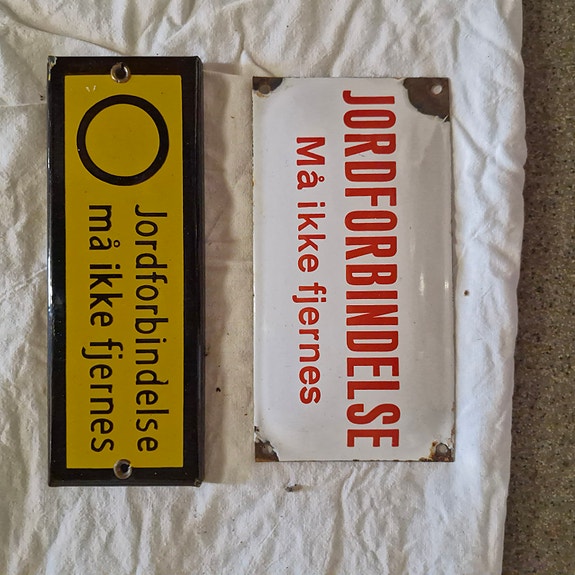 Jordforbindelse
må ikke fjernes
JORDFORBINDELSE
Må ikke fjernes